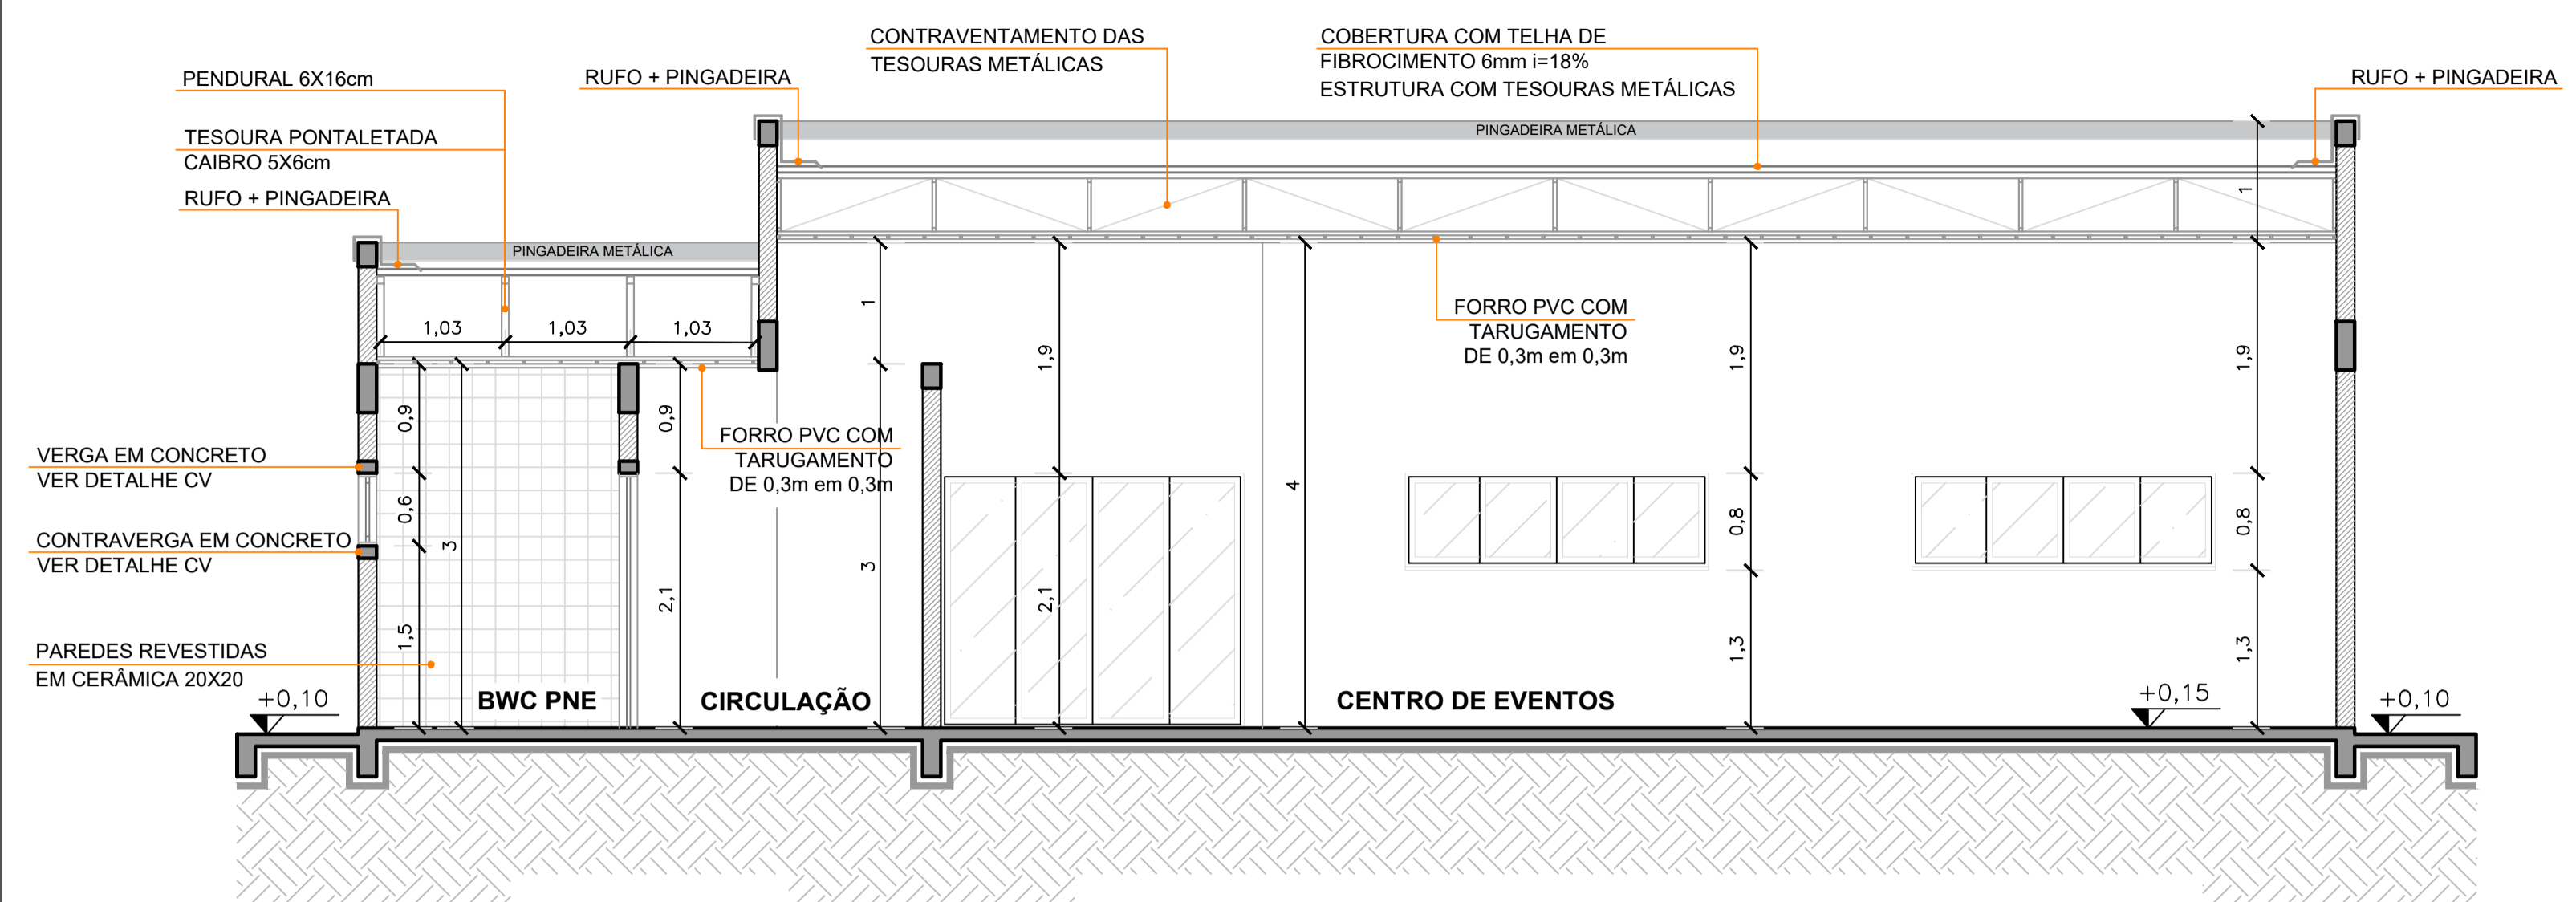 CONTRAVENTAMENTO DAS
TESOURAS METÁLICAS
COBERTURA COM TELHA DE
FIBROCIMENTO 6mm i=18%
ESTRUTURA COM TESOURAS METÁLICAS
PENDURAL 6X16cm
RUFO + PINGADEIRA
RUFO + PINGADEIRA
TESOURA PONTALETADA
CAIBRO 5X6cm
RUFO + PINGADEIRA
PINGADEIRA METÁLICA
PINGADEIRA METÁLICA
1
1,03
1,03
1,03
1
FORRO PVC COM
TARUGAMENTO
DE 0,3m em 0,3m
1,9
1,9
1,9
0,9
0,9
FORRO PVC COM
TARUGAMENTO
DE 0,3m em 0,3m
VERGA EM CONCRETO
VER DETALHE CV
4
0,6
0,8
0,8
CONTRAVERGA EM CONCRETO
VER DETALHE CV
3
3
2,1
2,1
1,5
1,3
1,3
PAREDES REVESTIDAS
EM CERÂMICA 20X20
+0,10
BWC PNE
CIRCULAÇÃO
CENTRO DE EVENTOS
+0,15
+0,10